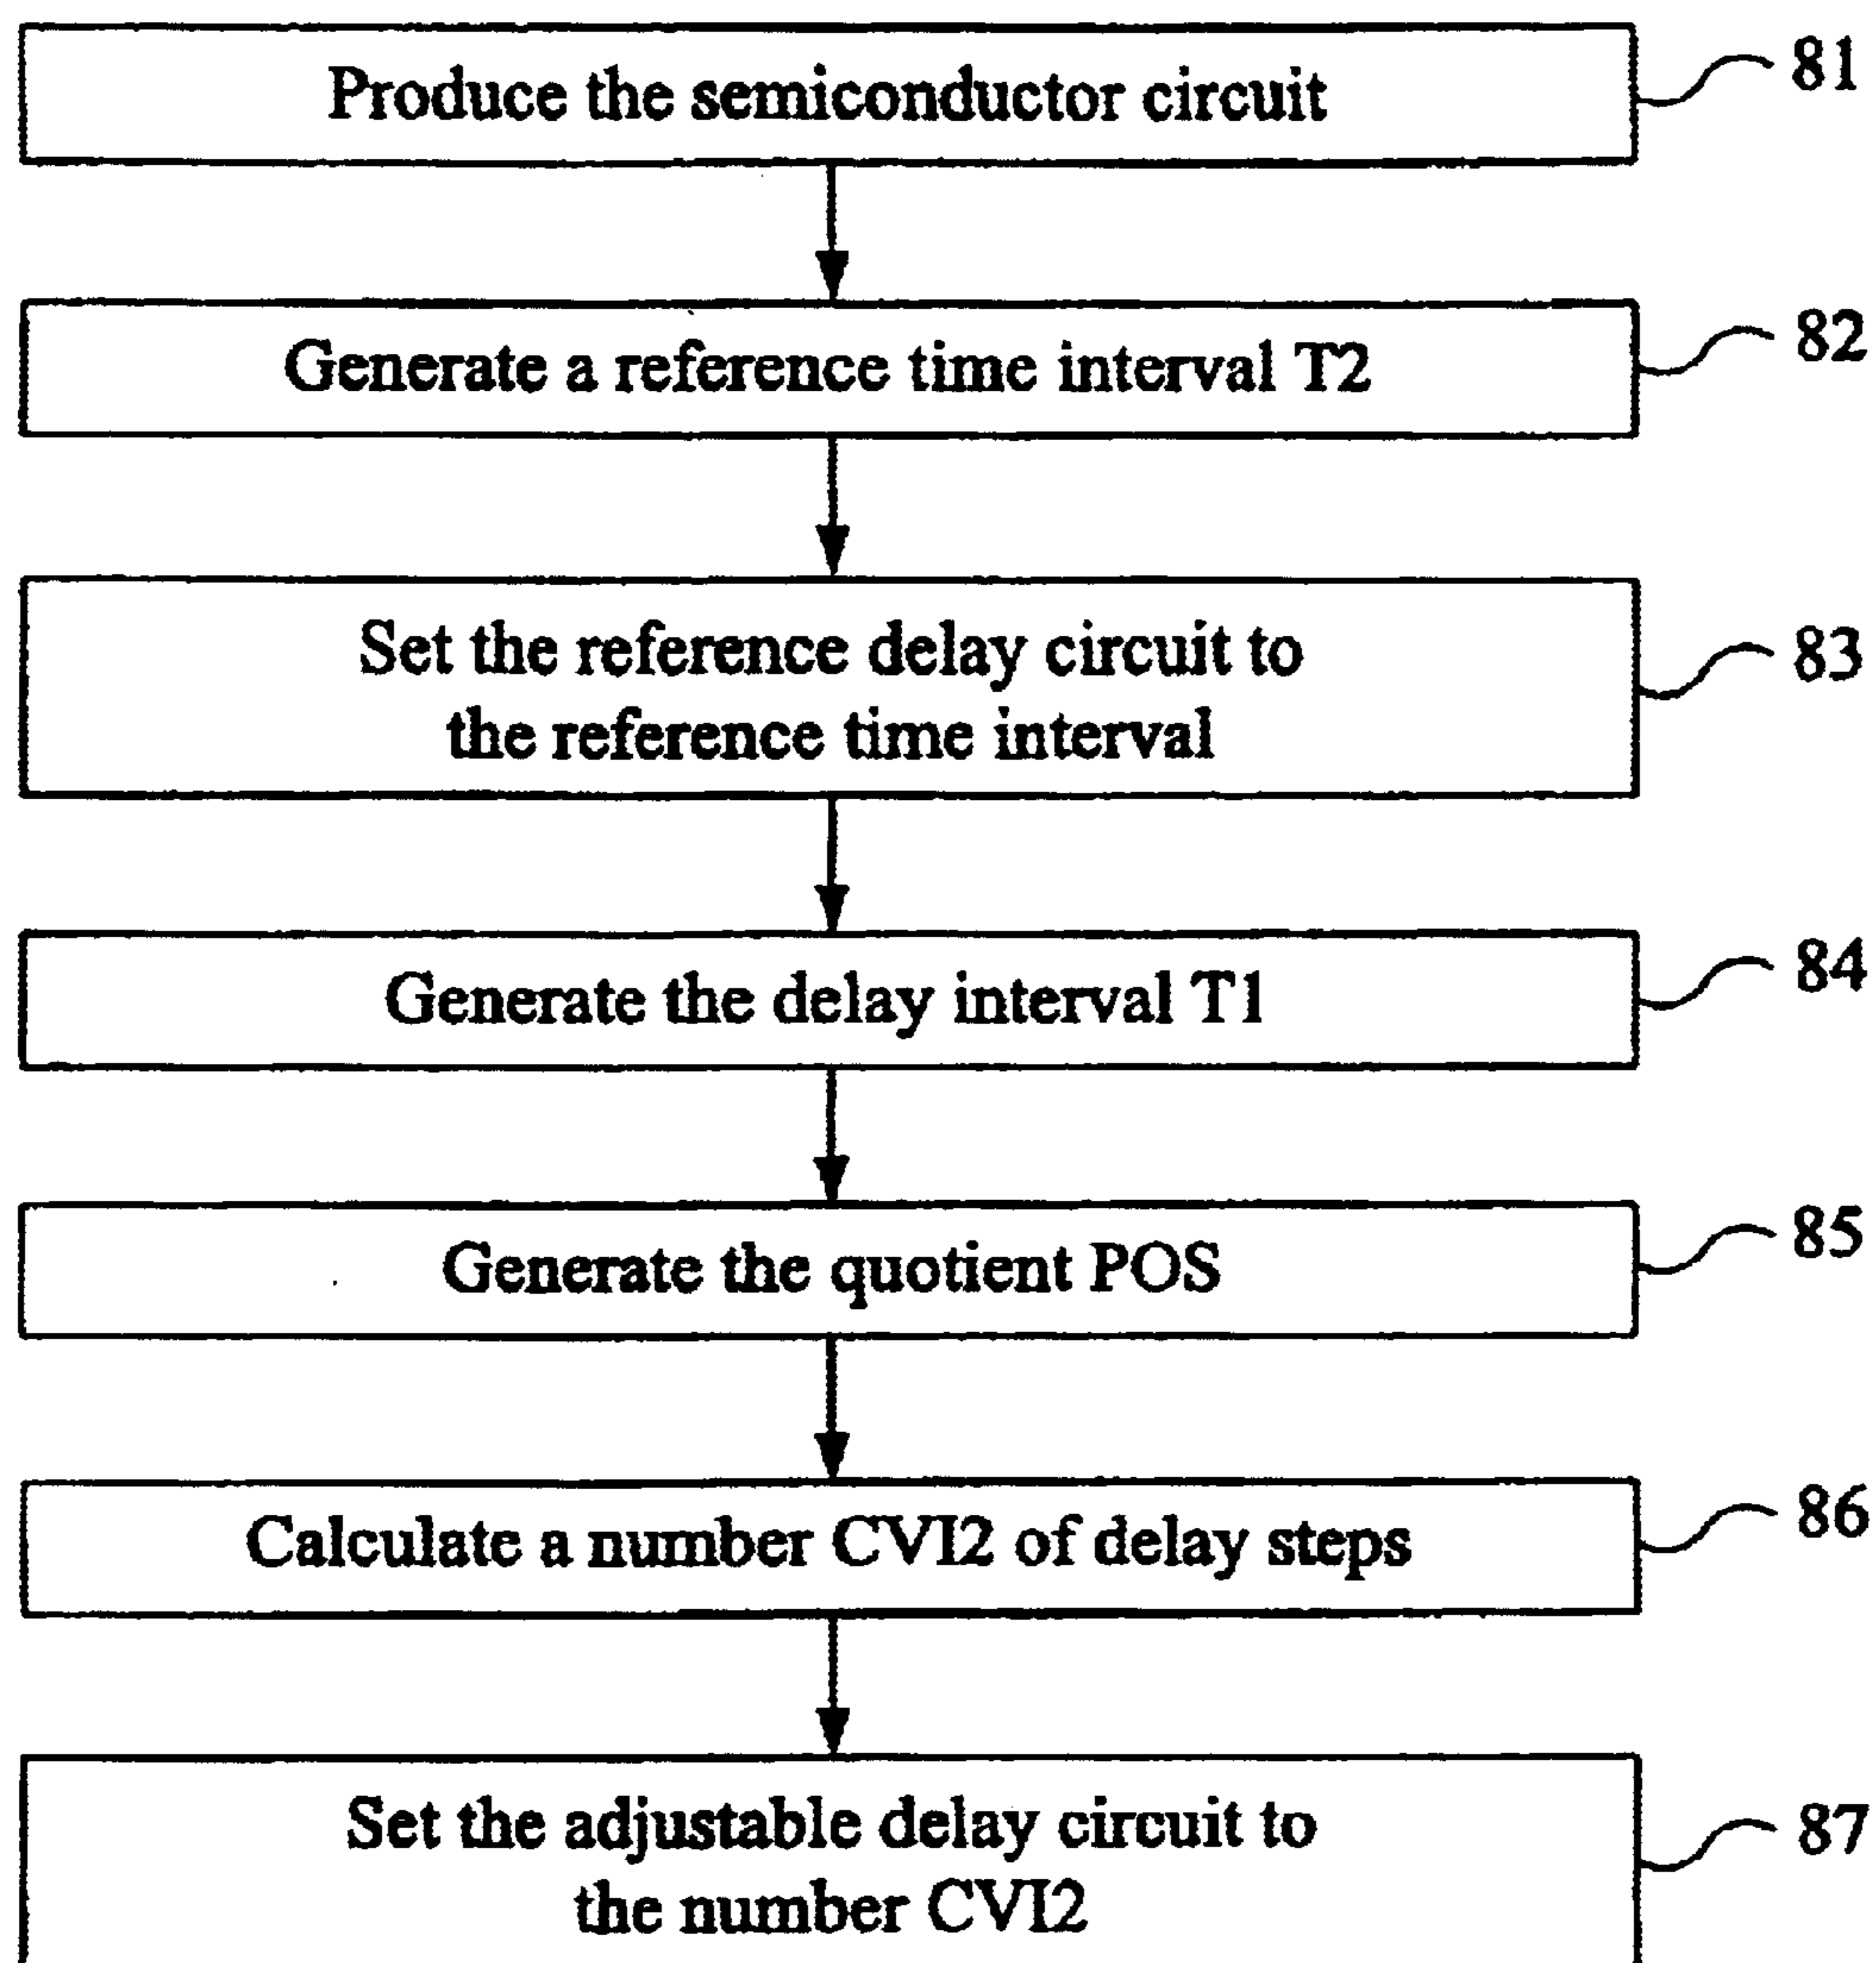 Produce the semiconductor circuit
81
Generate a reference time interval T2
82
Set the reference delay circuit to
the reference time interval
83
Generate the delay interval T1
84
Generate the quotient POS
85
Calculate a number CVI2 of delay steps
86
Set the adjustable delay circuit to
the number CVI2
87